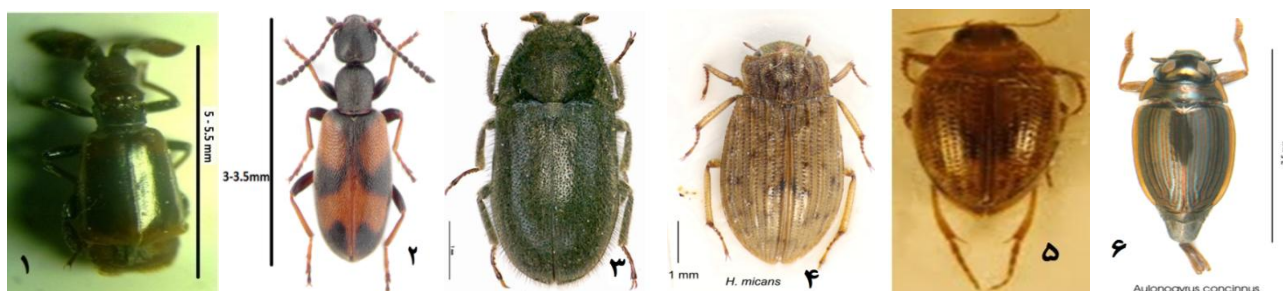 5 - 5.5 mm
۱
3-3.5mm
۲
۳
1 mm
H. micans
۴
۵
۶
Aulonogyrus concinnus